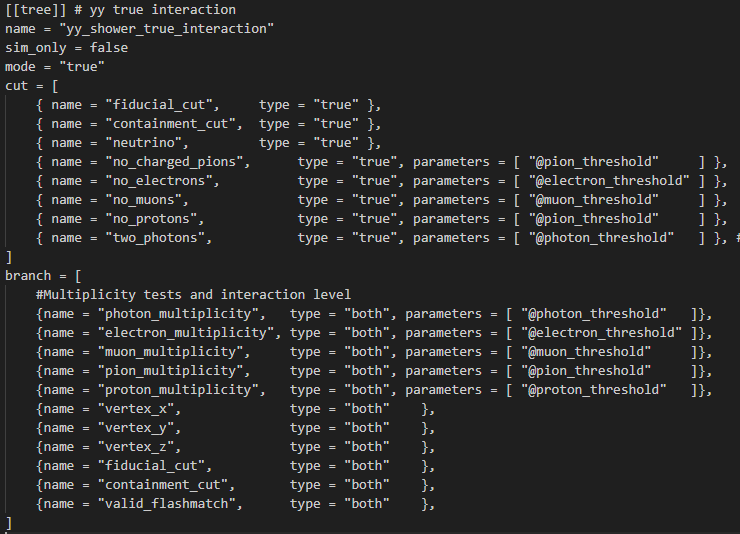 [[tree]] # yy true interaction
name = "yy_shower_true_interaction"
sim_only = false
mode = "true"
cut = [
    { name = "fiducial_cut",     type = "true" },
    { name = "containment_cut",  type = "true" },
    { name = "neutrino",         type = "true" },
    { name = "no_charged_pions",      type = "true", parameters = [ "@pion_threshold"     ] },
    { name = "no_electrons",          type = "true", parameters = [ "@electron_threshold" ] },
    { name = "no_muons",              type = "true", parameters = [ "@muon_threshold"     ] },
    { name = "no_protons",            type = "true", parameters = [ "@pion_threshold"     ] },
    { name = "two_photons",           type = "true", parameters = [ "@photon_threshold"   ] }, #
]
branch = [
    #Multiplicity tests and interaction level
    {name = "photon_multiplicity",   type = "both", parameters = [ "@photon_threshold"   ]},
    {name = "electron_multiplicity", type = "both", parameters = [ "@electron_threshold" ]},
    {name = "muon_multiplicity",     type = "both", parameters = [ "@muon_threshold"     ]},
    {name = "pion_multiplicity",     type = "both", parameters = [ "@pion_threshold"     ]},
    {name = "proton_multiplicity",   type = "both", parameters = [ "@proton_threshold"   ]},
    {name = "vertex_x",              type = "both"    },
    {name = "vertex_y",              type = "both"    },
    {name = "vertex_z",              type = "both"    },
    {name = "fiducial_cut",          type = "both"    },
    {name = "containment_cut",       type = "both"    },
    {name = "valid_flashmatch",      type = "both"    },
]